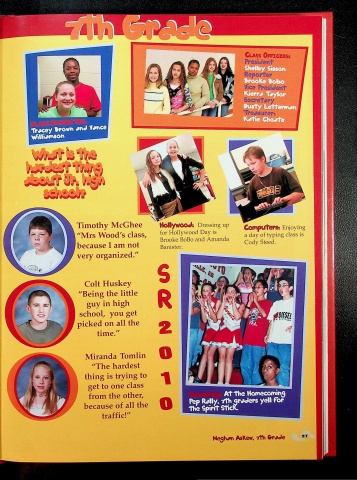 7th Grade
Class Officers:
President
Shelley Sisson
Reporter
Brooke Bobo
Vice President
Kierra Taylor
Secretary
Dusty Letterman
Treasurer:
Katie Choate
Tracey Brown and Vance
Williamson
What is the
hardest thing
about Jr. high
school?
Timothy McGhee
"Mrs Wood's class,
because I am not
very organized."
Hollywood: Dressing up
for Hollywood Day is
Brooke BoBo and Amanda
Banister.
Computers: Enjoying
a day of typing class is
Cody Steed.
Colt Huskey
"Being the little
guy in high
school, you get
picked on all the
time."
SR2010
Miranda Tomlin
"The hardest
thing is trying to
get to one class
from the other,
because of all the
traffic!"
At The Homecoming
Pep Rally, 7th graders yell For
The Spirit Stick.
Meghan Askew, 7th Grade